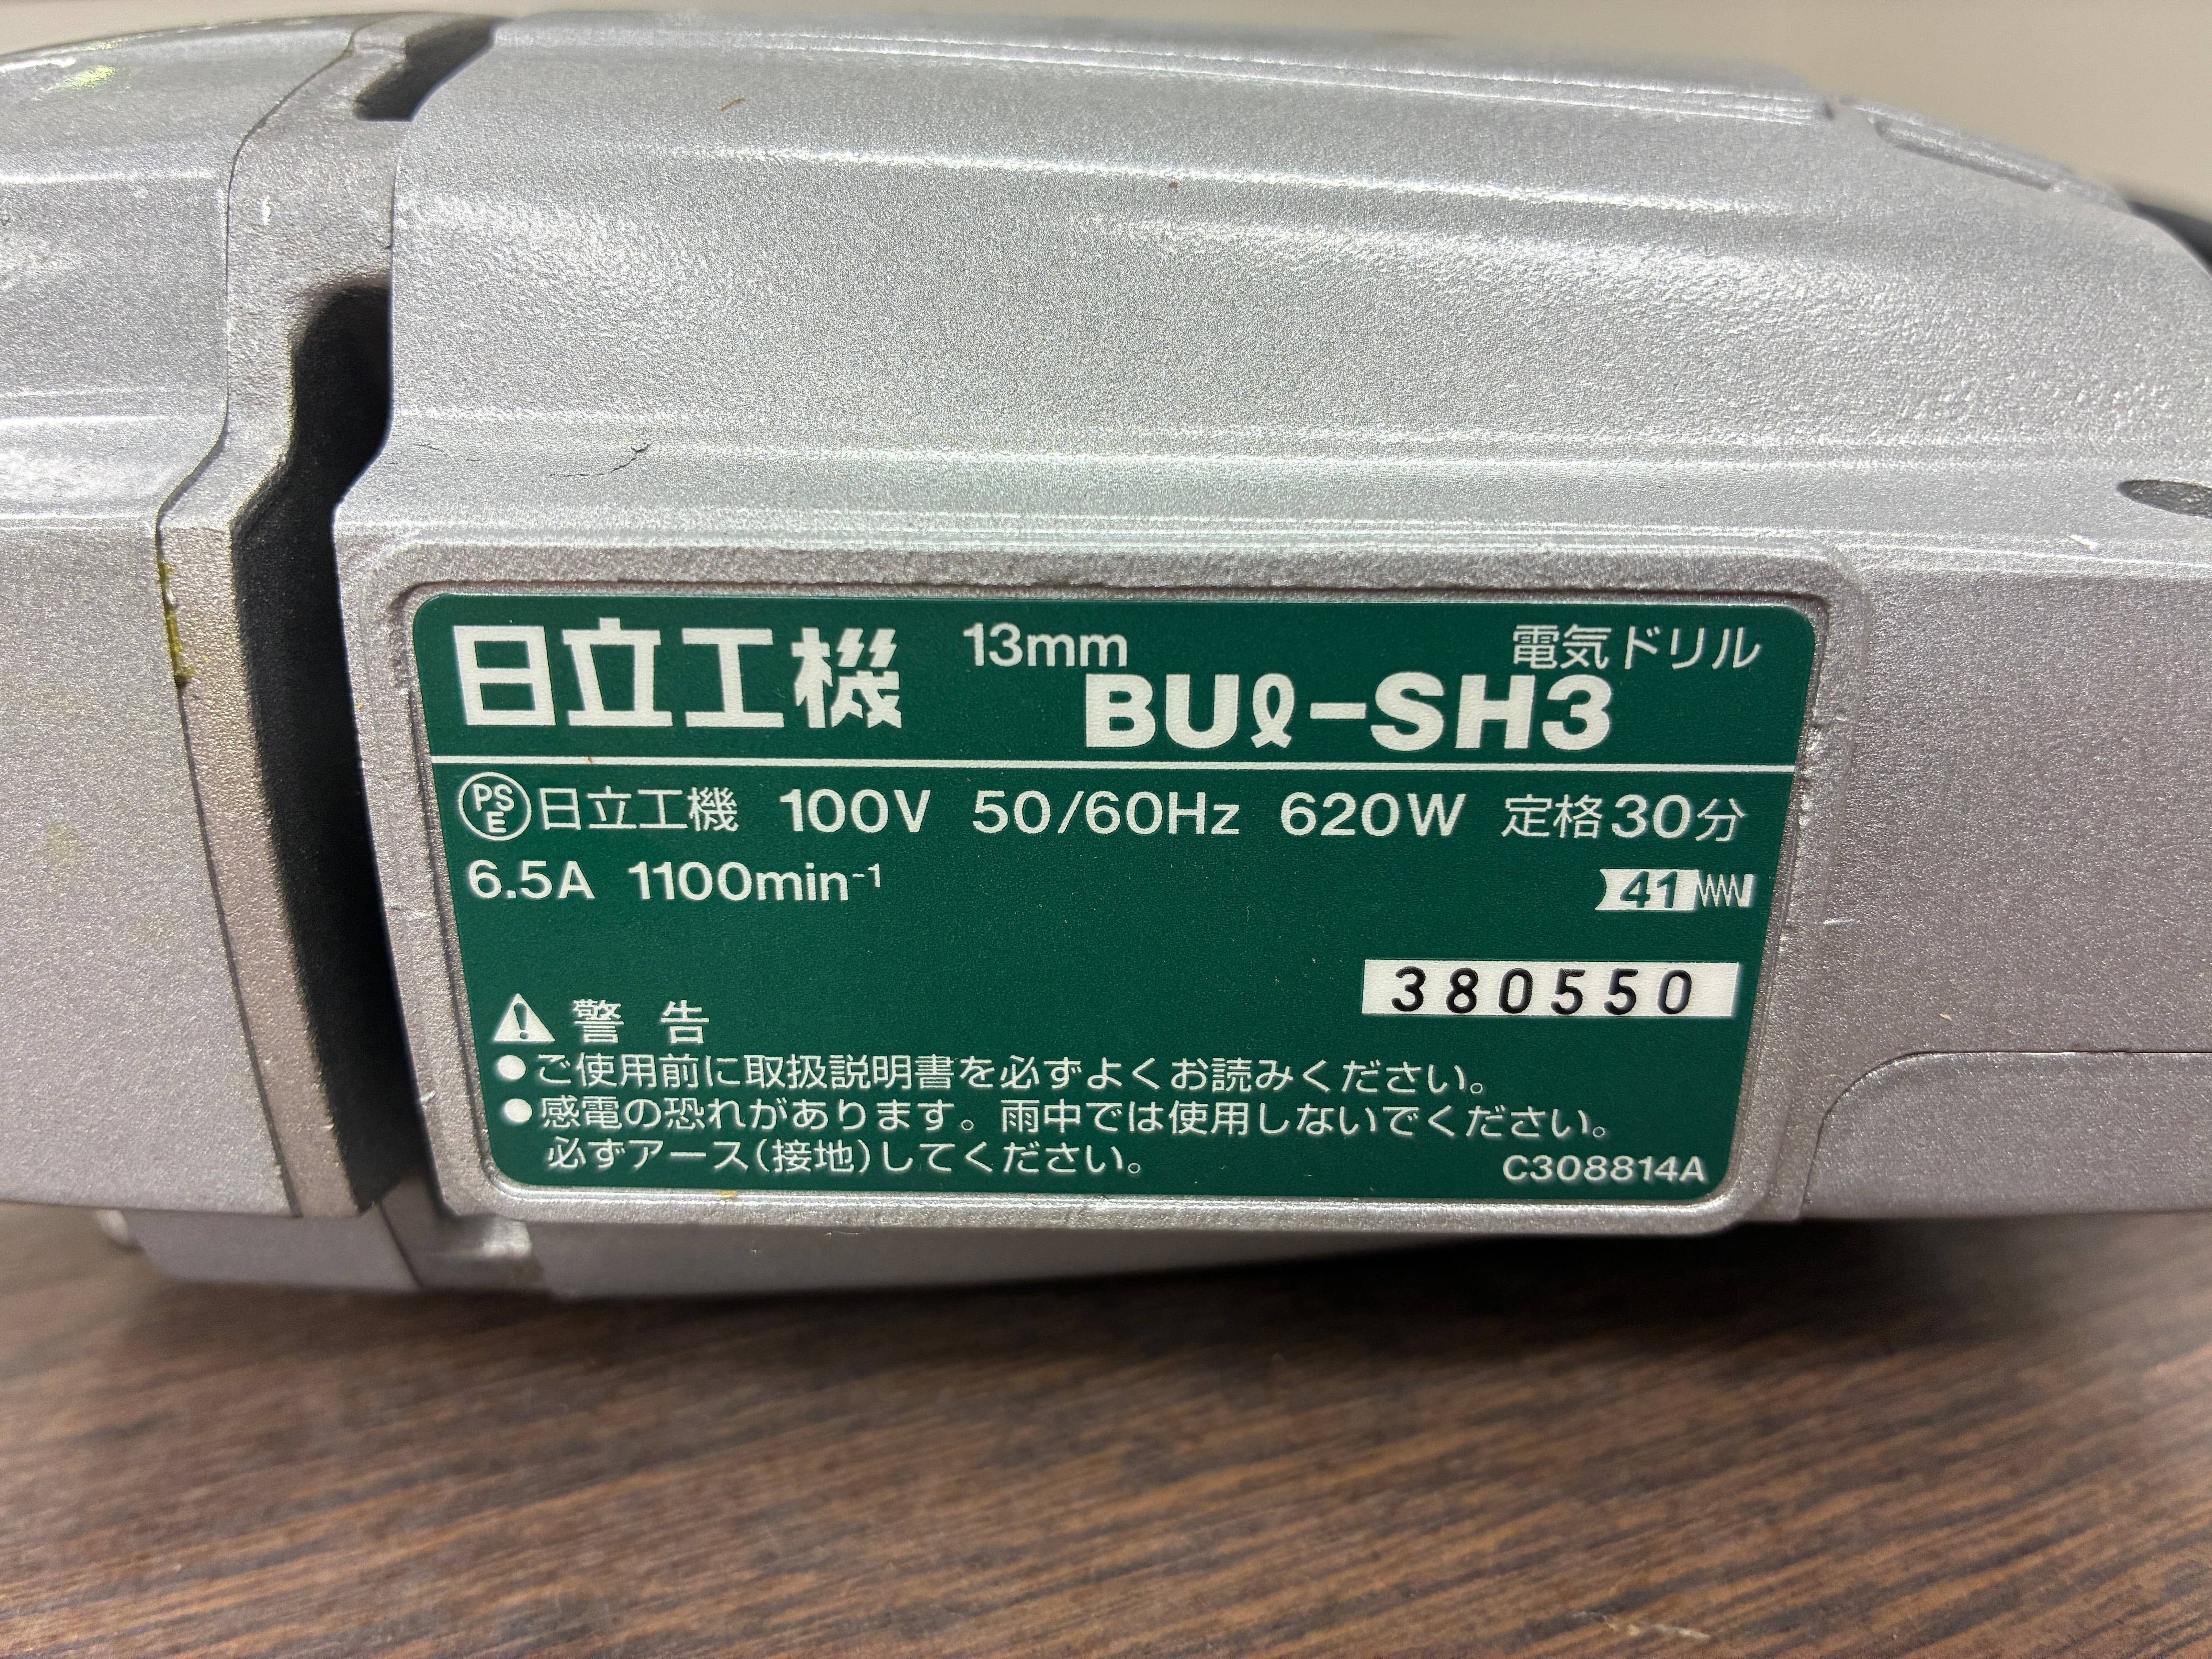 日立工機 13mm 電気ドリル
BUℓ-SH3
PSE 日立工機 100V 50/60Hz 620W 定格30分
6.5A 1100min⁻¹
41
380550
警告
●ご使用前に取扱説明書を必ずよくお読みください。
●感電の恐れがあります。雨中では使用しないでください。
必ずアース(接地)してください。
C308814A